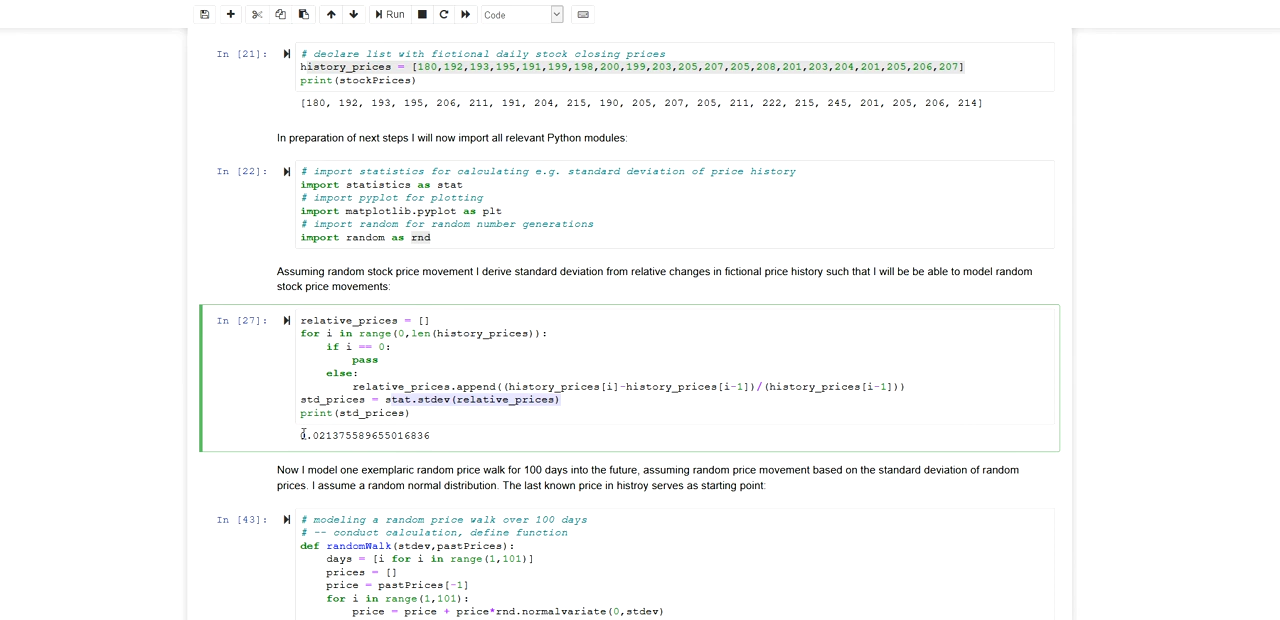 Run Code
In [21]:
# declare list with fictional daily stock closing prices
history_prices = [180,192,193,195,191,199,198,200,199,203,205,207,205,208,201,203,204,201,205,206,207]
print(stockPrices)
[180, 192, 193, 195, 206, 211, 191, 204, 215, 190, 205, 207, 205, 211, 222, 215, 245, 201, 205, 206, 214]
In preparation of next steps I will now import all relevant Python modules:
In [22]:
# import statistics for calculating e.g. standard deviation of price history
import statistics as stat
# import pyplot for plotting
import matplotlib.pyplot as plt
# import random for random number generations
import random as rnd
Assuming random stock price movement I derive standard deviation from relative changes in fictional price history such that I will be be able to model random
stock price movements:
In [27]:
relative_prices = []
for i in range(0,len(history_prices)):
    if i == 0:
        pass
    else:
        relative_prices.append((history_prices[i]-history_prices[i-1])/(history_prices[i-1]))
std_prices = stat.stdev(relative_prices)
print(std_prices)
0.021375589655016836
Now I model one exemplaric random price walk for 100 days into the future, assuming random price movement based on the standard deviation of random
prices. I assume a random normal distribution. The last known price in histroy serves as starting point:
In [43]:
# modeling a random price walk over 100 days
# -- conduct calculation, define function
def randomWalk(stdev,pastPrices):
    days = [i for i in range(1,101)]
    prices = []
    price = pastPrices[-1]
    for i in range(1,101):
        price = price + price*rnd.normalvariate(0,stdev)